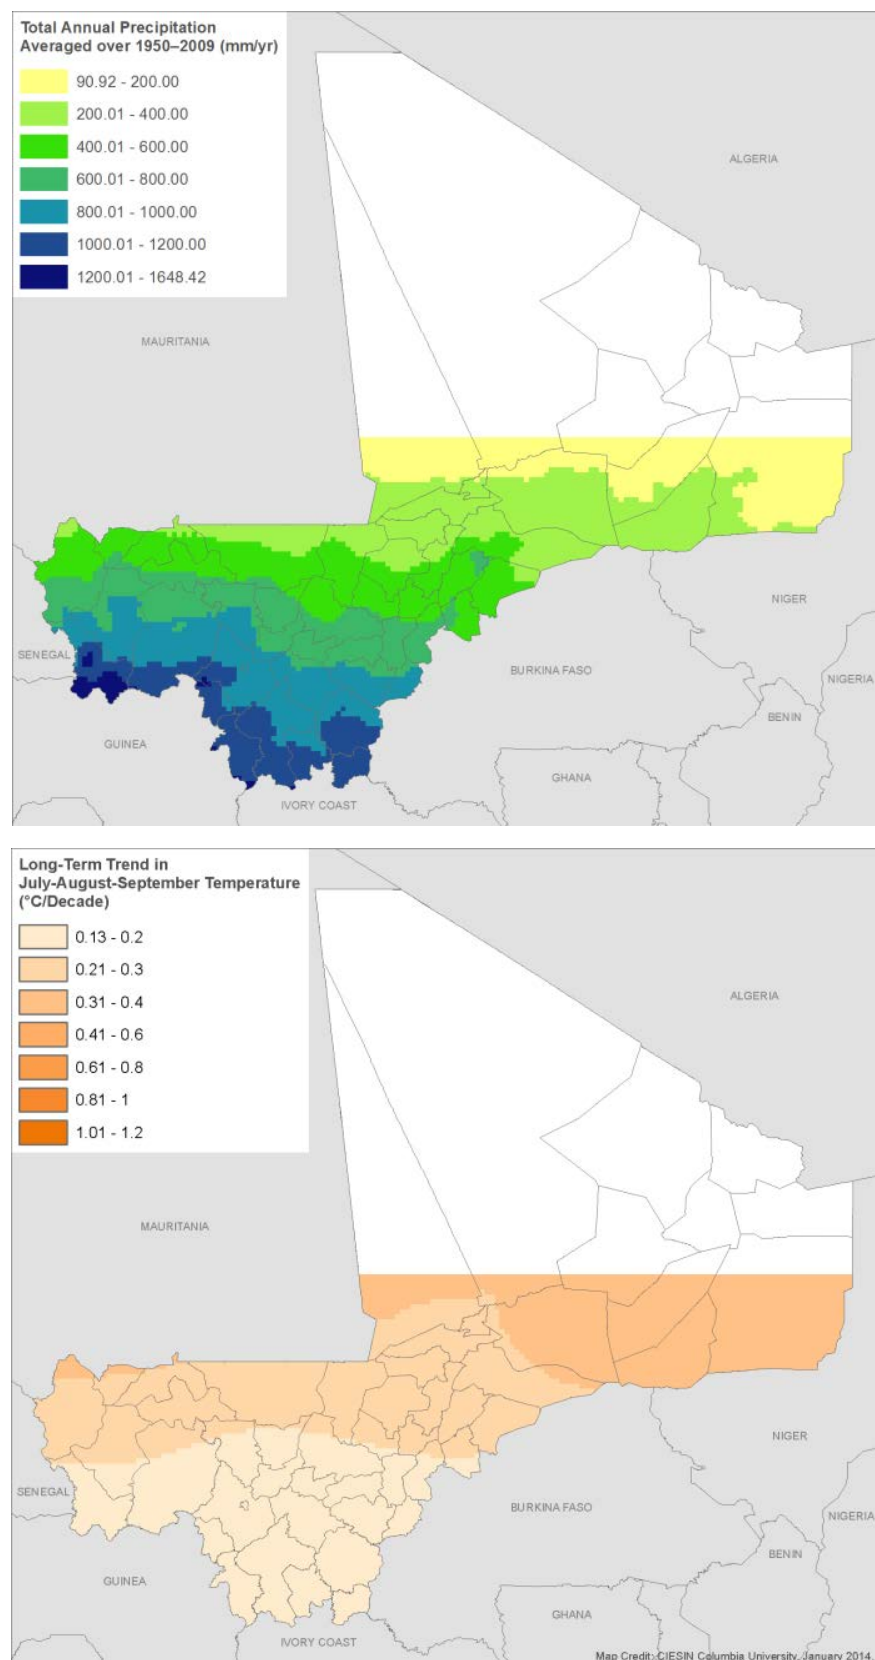 Total Annual Precipitation
Averaged over 1950–2009 (mm/yr)
90.92 - 200.00
200.01 - 400.00
400.01 - 600.00
600.01 - 800.00
800.01 - 1000.00
1000.01 - 1200.00
1200.01 - 1648.42
ALGERIA
MAURITANIA
NIGER
SENEGAL
BURKINA FASO
NIGERIA
BENIN
GUINEA
GHANA
IVORY COAST
Long-Term Trend in
July-August-September Temperature
(°C/Decade)
0.13 - 0.2
0.21 - 0.3
0.31 - 0.4
0.41 - 0.6
0.61 - 0.8
0.81 - 1
1.01 - 1.2
ALGERIA
MAURITANIA
NIGER
SENEGAL
BURKINA FASO
NIGERIA
BENIN
GUINEA
GHANA
IVORY COAST
Map Credit: CIESIN Columbia University, January 2014.